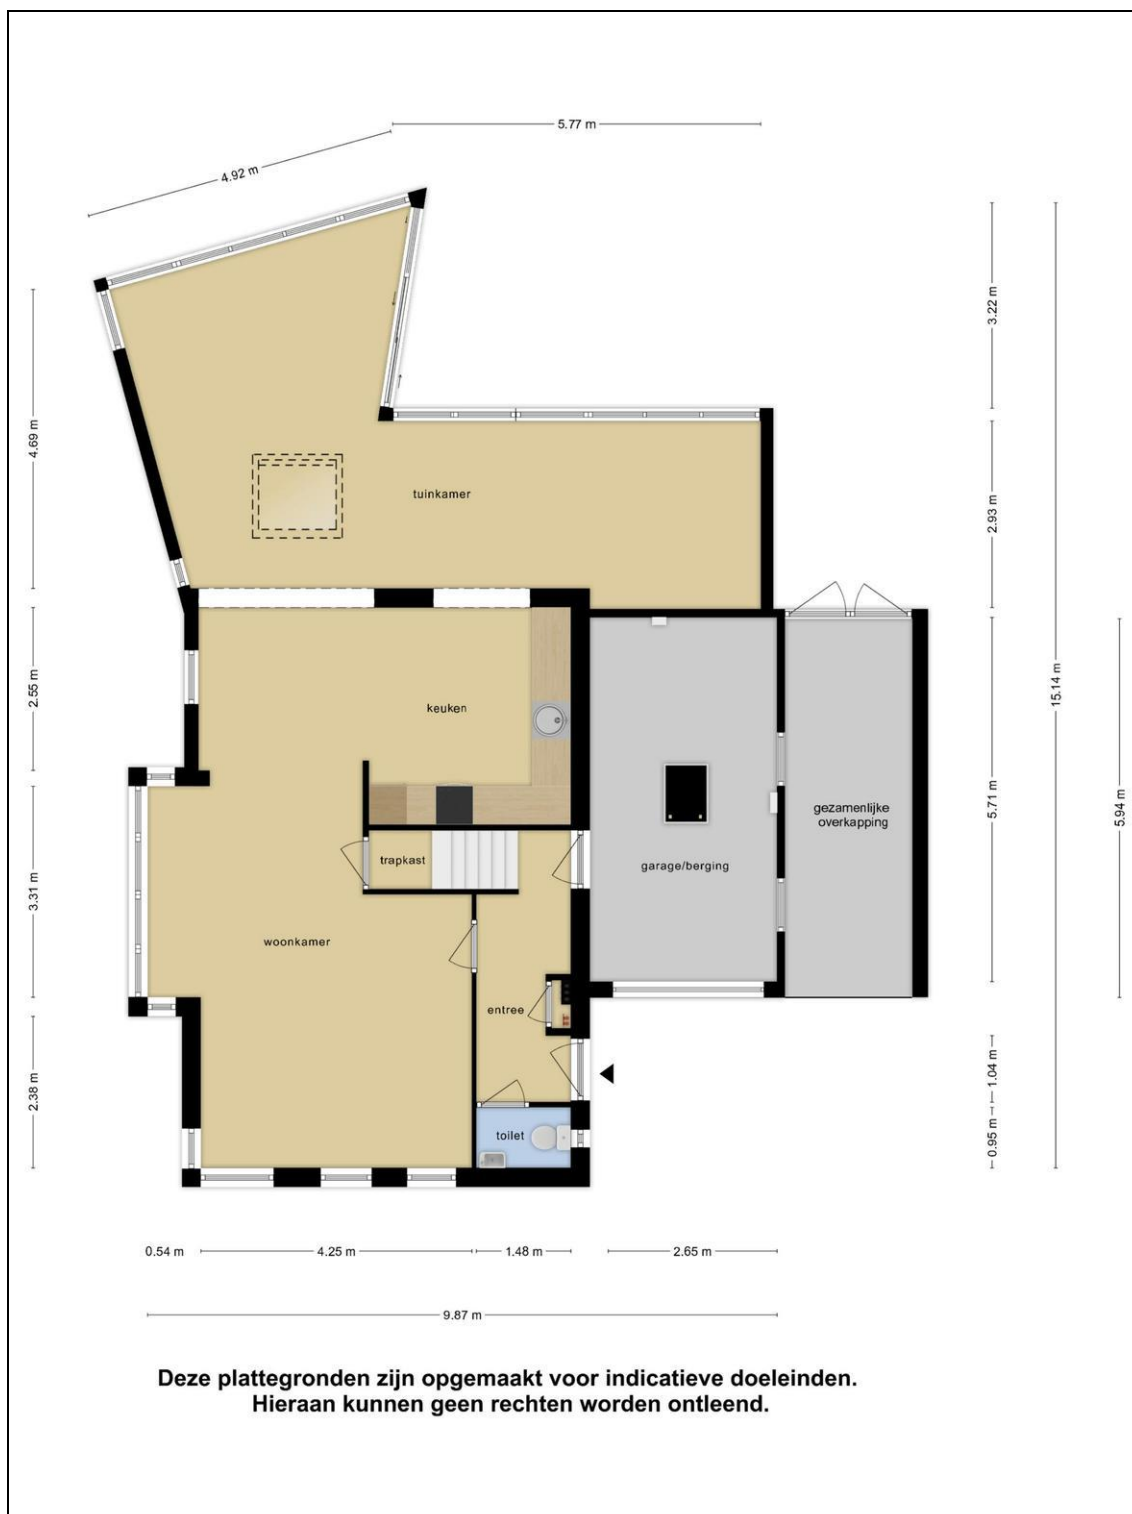 5.77 m
4.92 m
3.22 m
4.69 m
tuinkamer
2.93 m
2.55 m
keuken
15.14 m
gezamenlijke
overkapping
5.71 m
5.94 m
trapkast
garage/berging
3.31 m
woonkamer
entree
1.04 m
2.38 m
toilet
0.95 m
0.54 m
4.25 m
1.48 m
2.65 m
9.87 m
Deze plattegronden zijn opgemaakt voor indicatieve doeleinden.
Hieraan kunnen geen rechten worden ontleend.